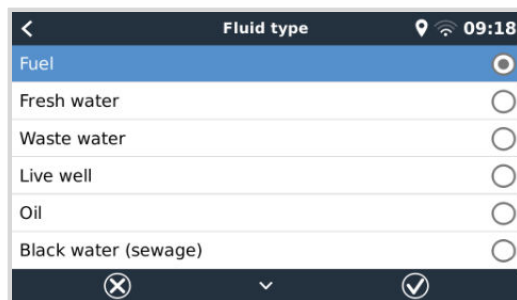 Fluid type 09:18
Fuel
Fresh water
Waste water
Live well
Oil
Black water (sewage)